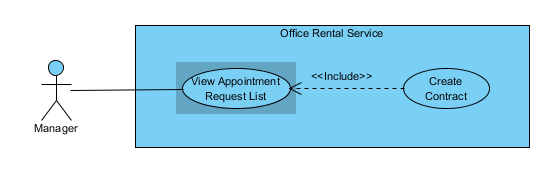 Office Rental Service
View Appointment
Request List
<<Include>>
Create
Contract
Manager